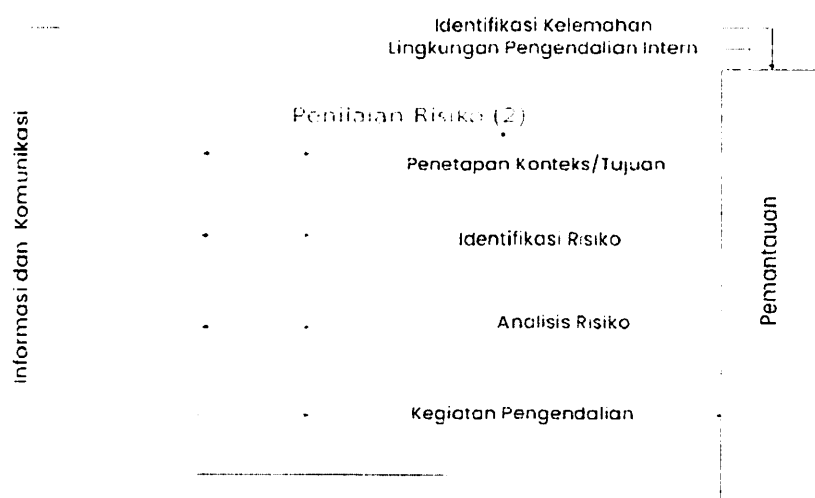 Identifikasi Kelemahan
Lingkungan Pengendalian Intern
Penilaian Risiko (2)
Penetapan Konteks/Tujuan
Identifikasi Risiko
Analisis Risiko
Kegiatan Pengendalian
Informasi dan Komunikasi
Pemantauan